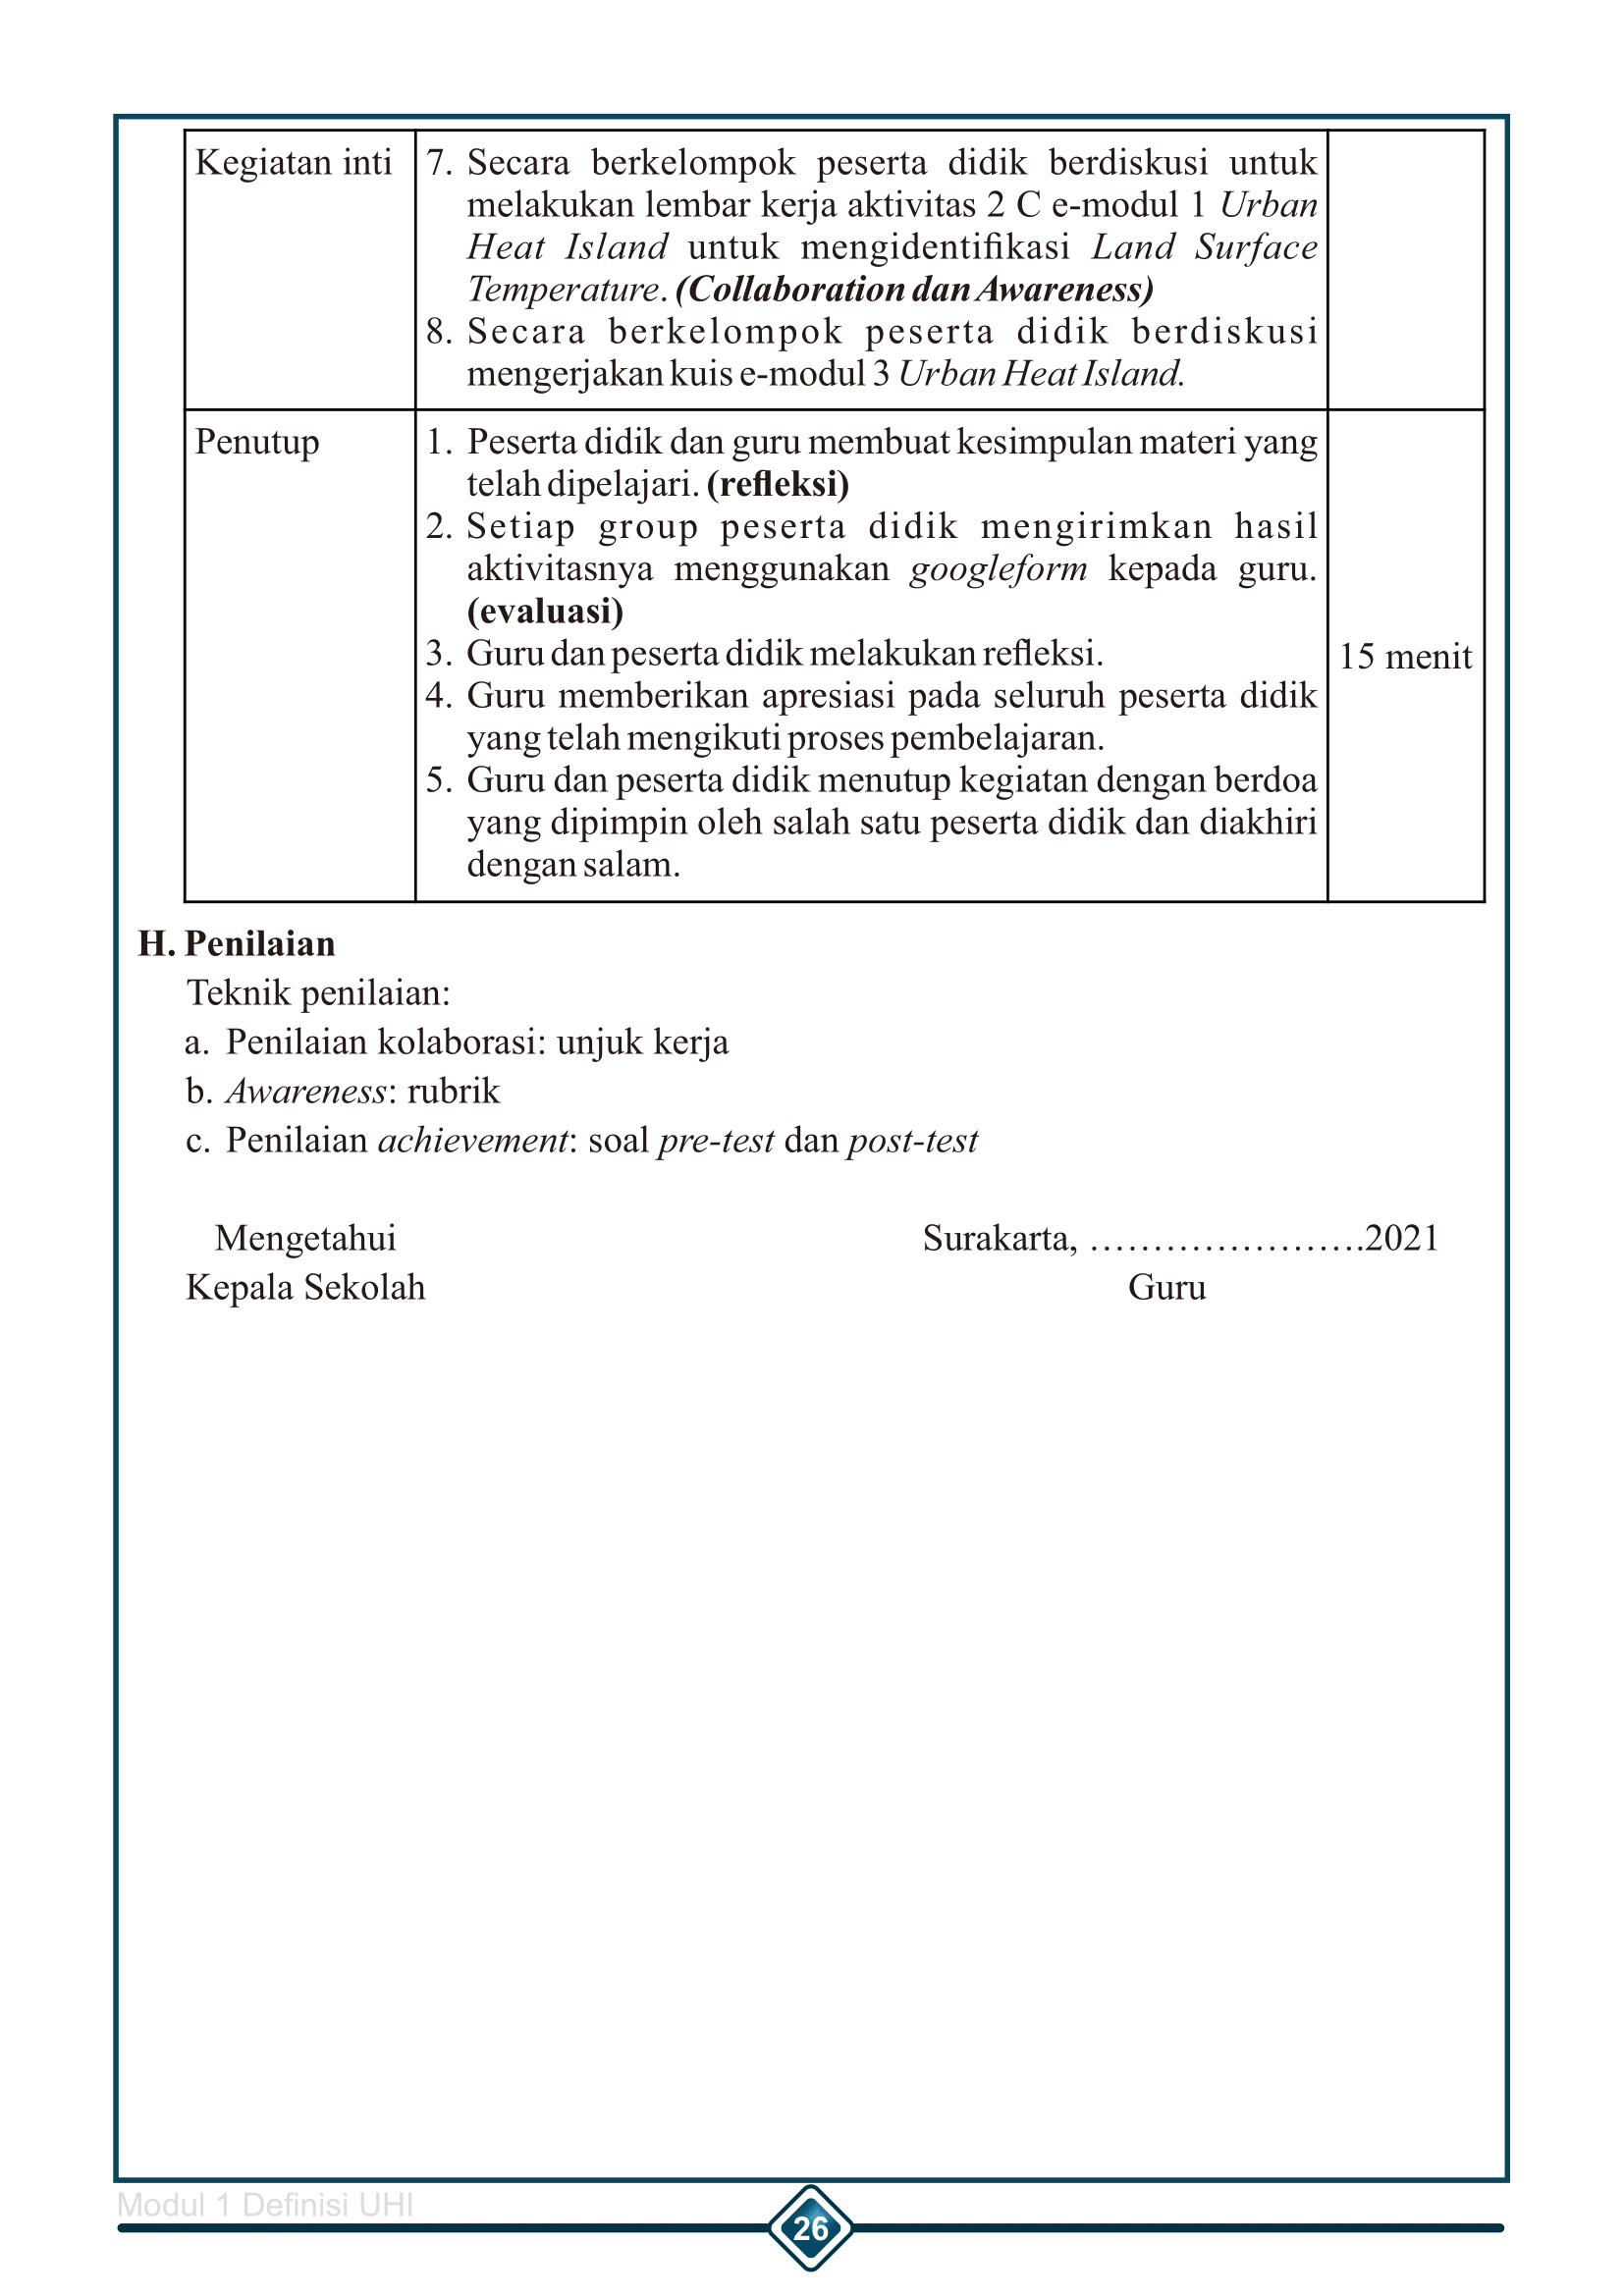 Kegiatan inti
7. Secara berkelompok peserta didik berdiskusi untuk
melakukan lembar kerja aktivitas 2 C e-modul 1 Urban
Heat Island untuk mengidentifikasi Land Surface
Temperature. (Collaboration dan Awareness)
8. Secara berkelompok peserta didik berdiskusi
mengerjakan kuis e-modul 3 Urban Heat Island.
Penutup
1. Peserta didik dan guru membuat kesimpulan materi yang
telah dipelajari. (refleksi)
2. Setiap group peserta didik mengirimkan hasil
aktivitasnya menggunakan googleform kepada guru.
(evaluasi)
3. Guru dan peserta didik melakukan refleksi.
4. Guru memberikan apresiasi pada seluruh peserta didik
yang telah mengikuti proses pembelajaran.
5. Guru dan peserta didik menutup kegiatan dengan berdoa
yang dipimpin oleh salah satu peserta didik dan diakhiri
dengan salam.
15 menit
H. Penilaian
Teknik penilaian:
a. Penilaian kolaborasi: unjuk kerja
b. Awareness: rubrik
c. Penilaian achievement: soal pre-test dan post-test
Mengetahui
Kepala Sekolah
Surakarta, …………………….2021
Guru
Modul 1 Definisi UHI
26